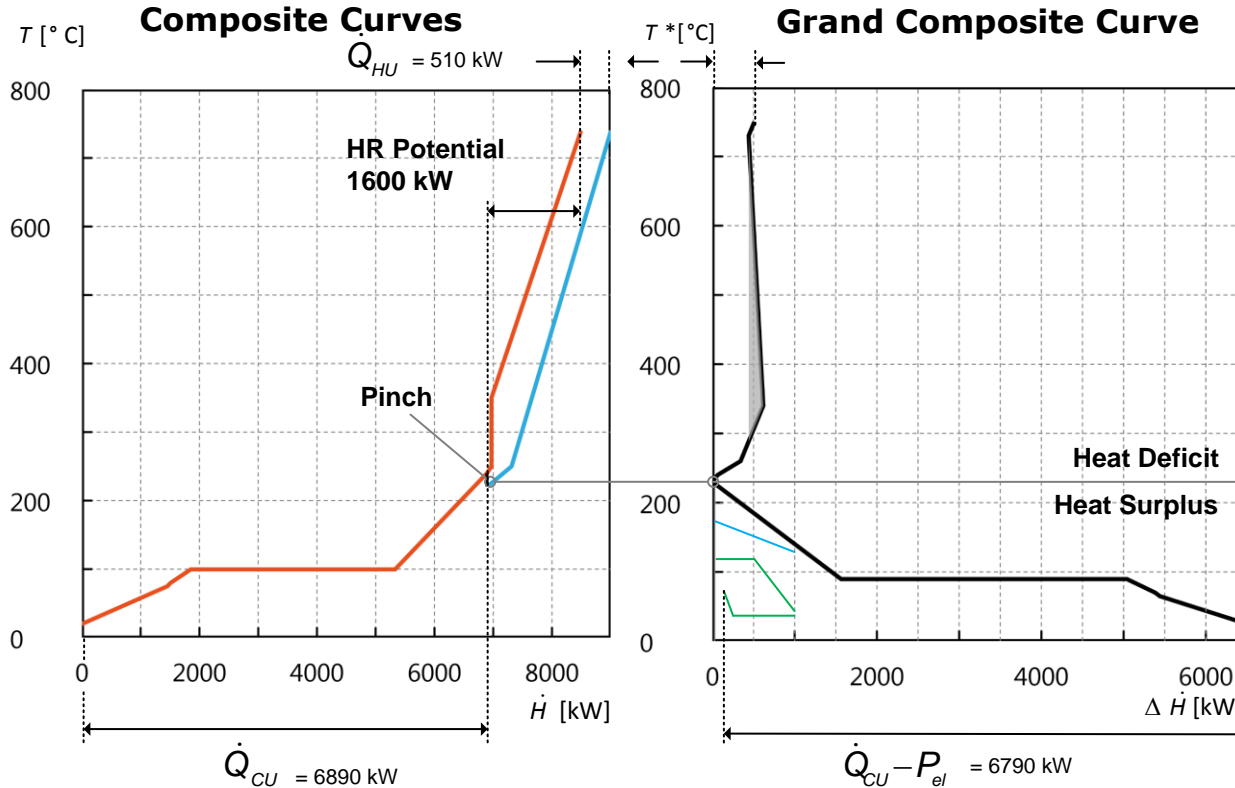 Composite Curves
Grand Composite Curve
T [° C]
Q̇HU = 510 kW
T *[°C]
800
600
400
200
0
HR Potential
1600 kW
Pinch
0 2000 4000 6000 8000
Ḣ [kW]
Q̇CU = 6890 kW
800
600
400
200
0
Heat Deficit
Heat Surplus
0 2000 4000 6000
Δ Ḣ [kW
Q̇CU − Pel = 6790 kW